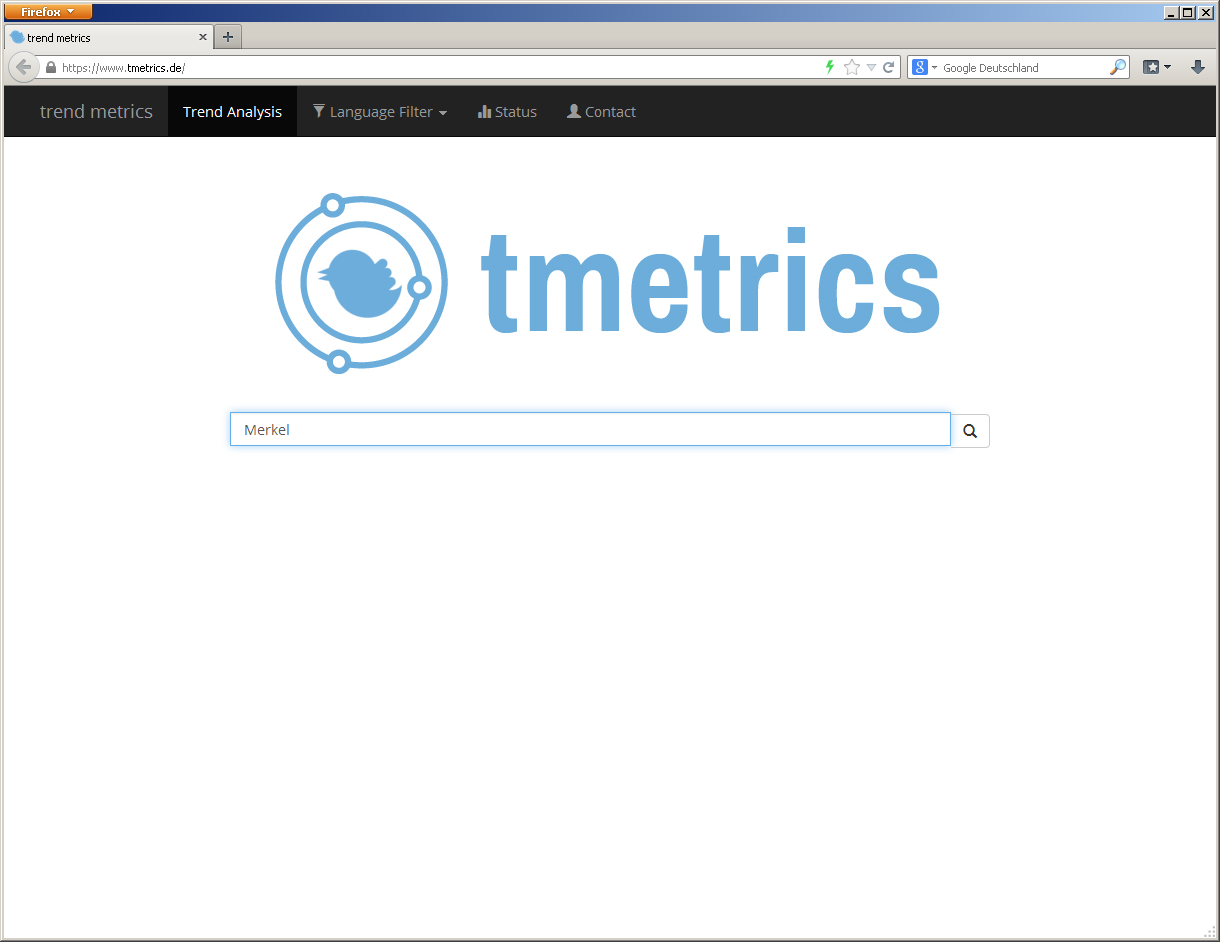 Firefox
trend metrics
https://www.tmetrics.de/
8 Google Deutschland
trend metrics Trend Analysis Language Filter Status Contact
tmetrics
Merkel